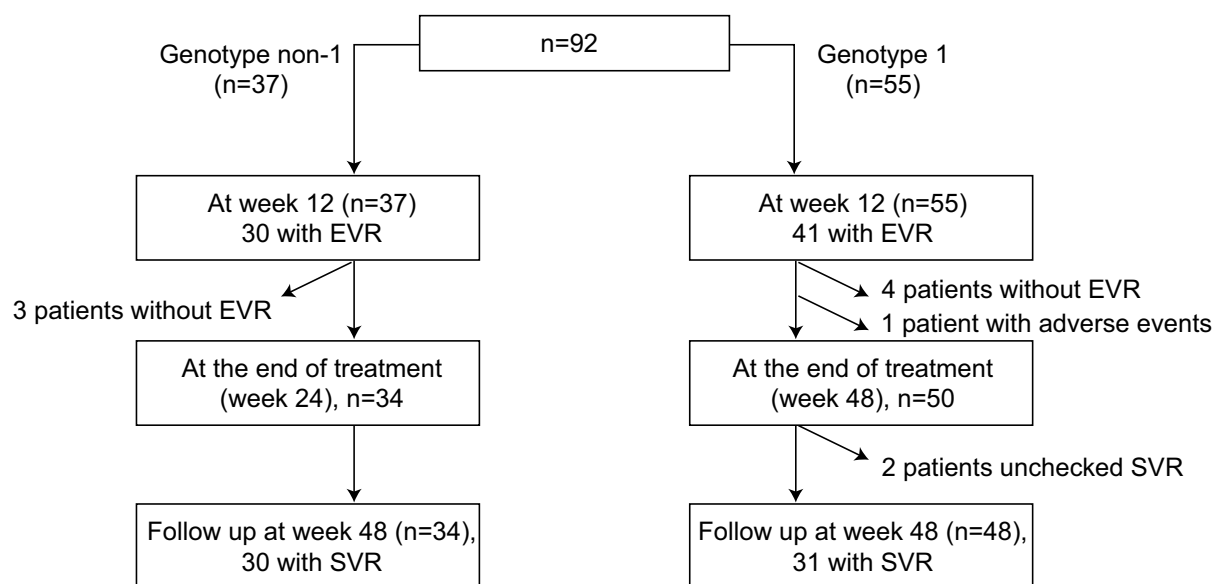 n=92
Genotype non-1
(n=37)
Genotype 1
(n=55)
At week 12 (n=37)
30 with EVR
At week 12 (n=55)
41 with EVR
3 patients without EVR
4 patients without EVR
1 patient with adverse events
At the end of treatment
(week 24), n=34
At the end of treatment
(week 48), n=50
2 patients unchecked SVR
Follow up at week 48 (n=34),
30 with SVR
Follow up at week 48 (n=48),
31 with SVR